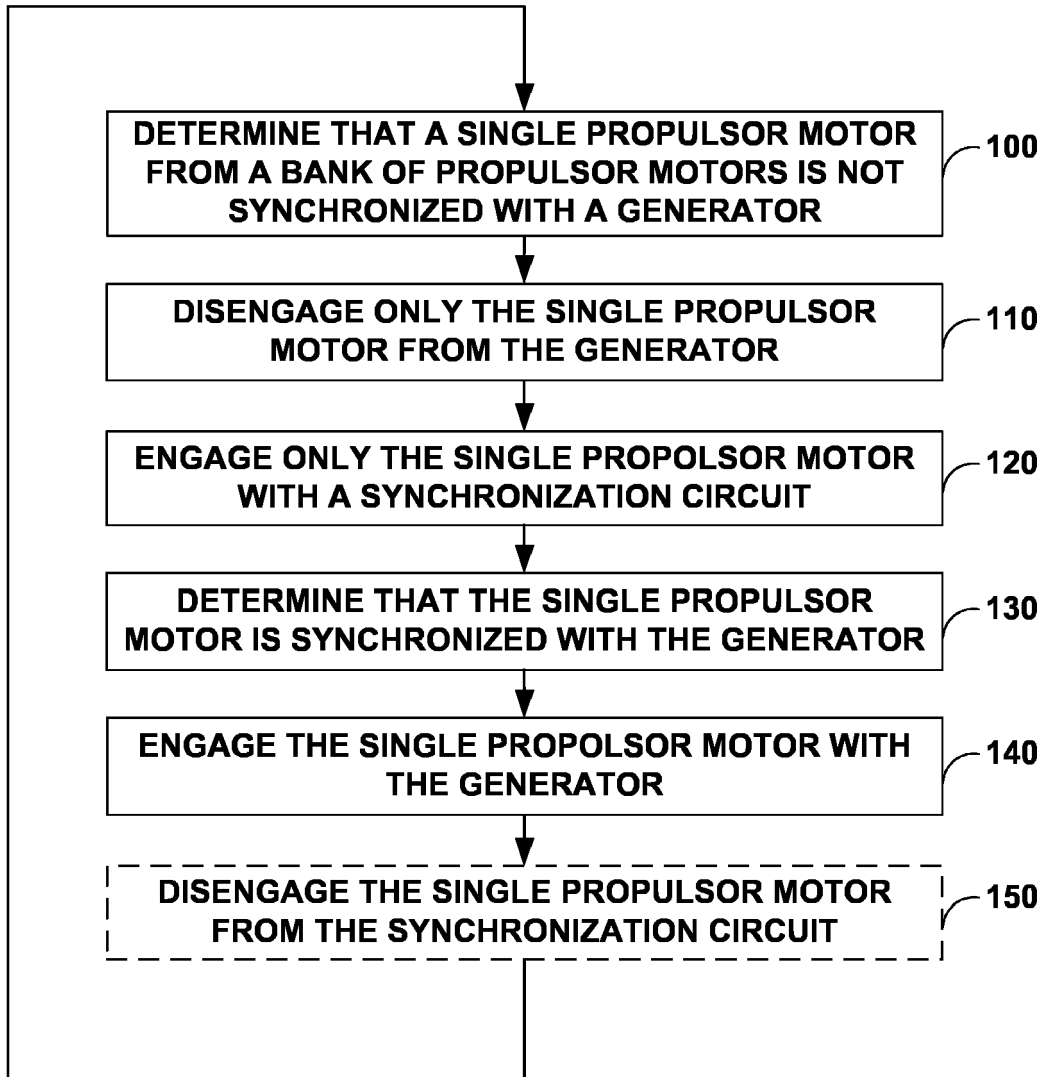 DETERMINE THAT A SINGLE PROPULSOR MOTOR
FROM A BANK OF PROPULSOR MOTORS IS NOT
SYNCHRONIZED WITH A GENERATOR
100
DISENGAGE ONLY THE SINGLE PROPULSOR
MOTOR FROM THE GENERATOR
110
ENGAGE ONLY THE SINGLE PROPOLSOR MOTOR
WITH A SYNCHRONIZATION CIRCUIT
120
DETERMINE THAT THE SINGLE PROPULSOR
MOTOR IS SYNCHRONIZED WITH THE GENERATOR
130
ENGAGE THE SINGLE PROPOLSOR MOTOR WITH
THE GENERATOR
140
DISENGAGE THE SINGLE PROPULSOR MOTOR
FROM THE SYNCHRONIZATION CIRCUIT
150